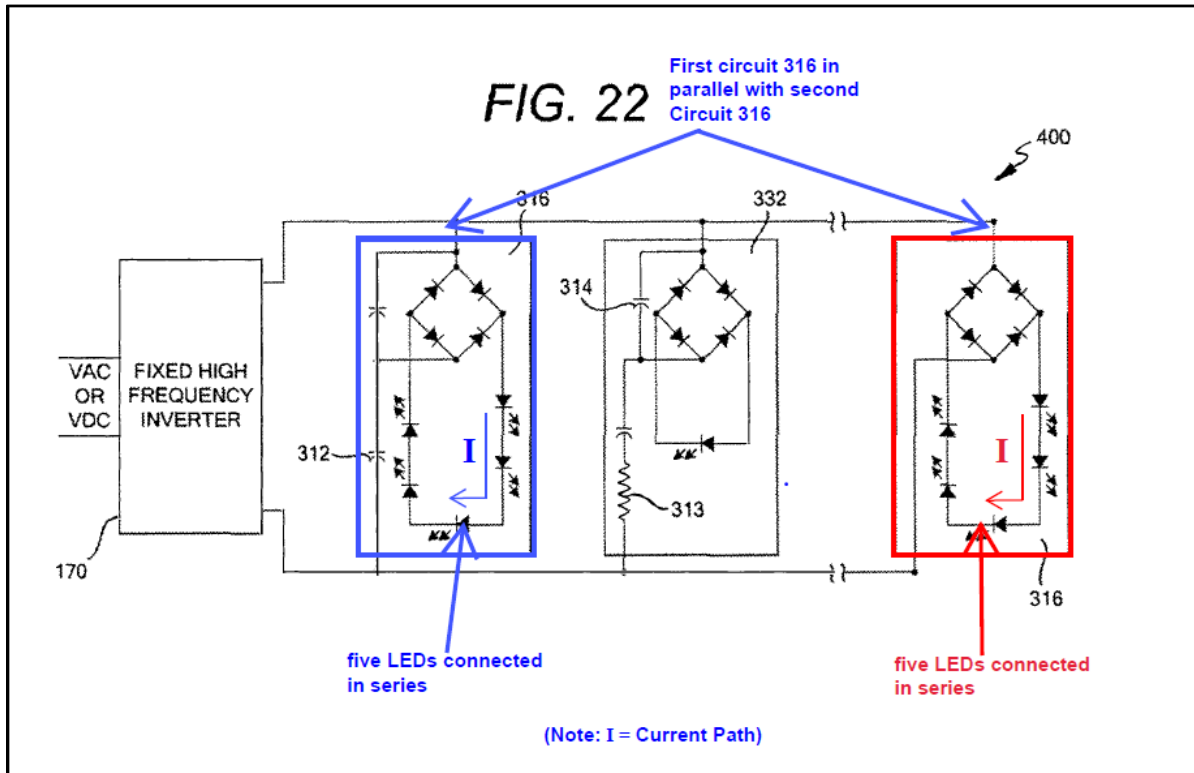 First circuit 316 in
parallel with second
Circuit 316
FIG. 22
400
316
332
314
VAC
OR
VDC
FIXED HIGH
FREQUENCY
INVERTER
312
I
I
313
170
316
five LEDs connected
in series
five LEDs connected
in series
(Note: I = Current Path)